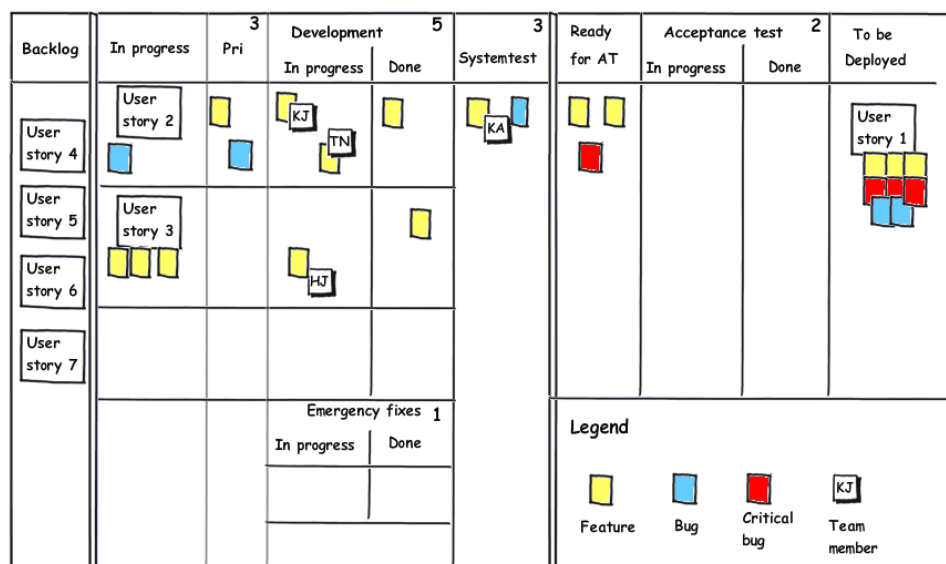 Backlog
In progress
3
Pri
5
Development
In progress
Done
3
Systemtest
Ready
for AT
2
Acceptance test
In progress
Done
To be
Deployed
User
story 4
User
story 5
User
story 6
User
story 7
User
story 2
KJ
TN
KA
User
story 1
User
story 3
HJ
Emergency fixes 1
In progress
Done
Legend
Feature
Bug
Critical
bug
KJ
Team
member